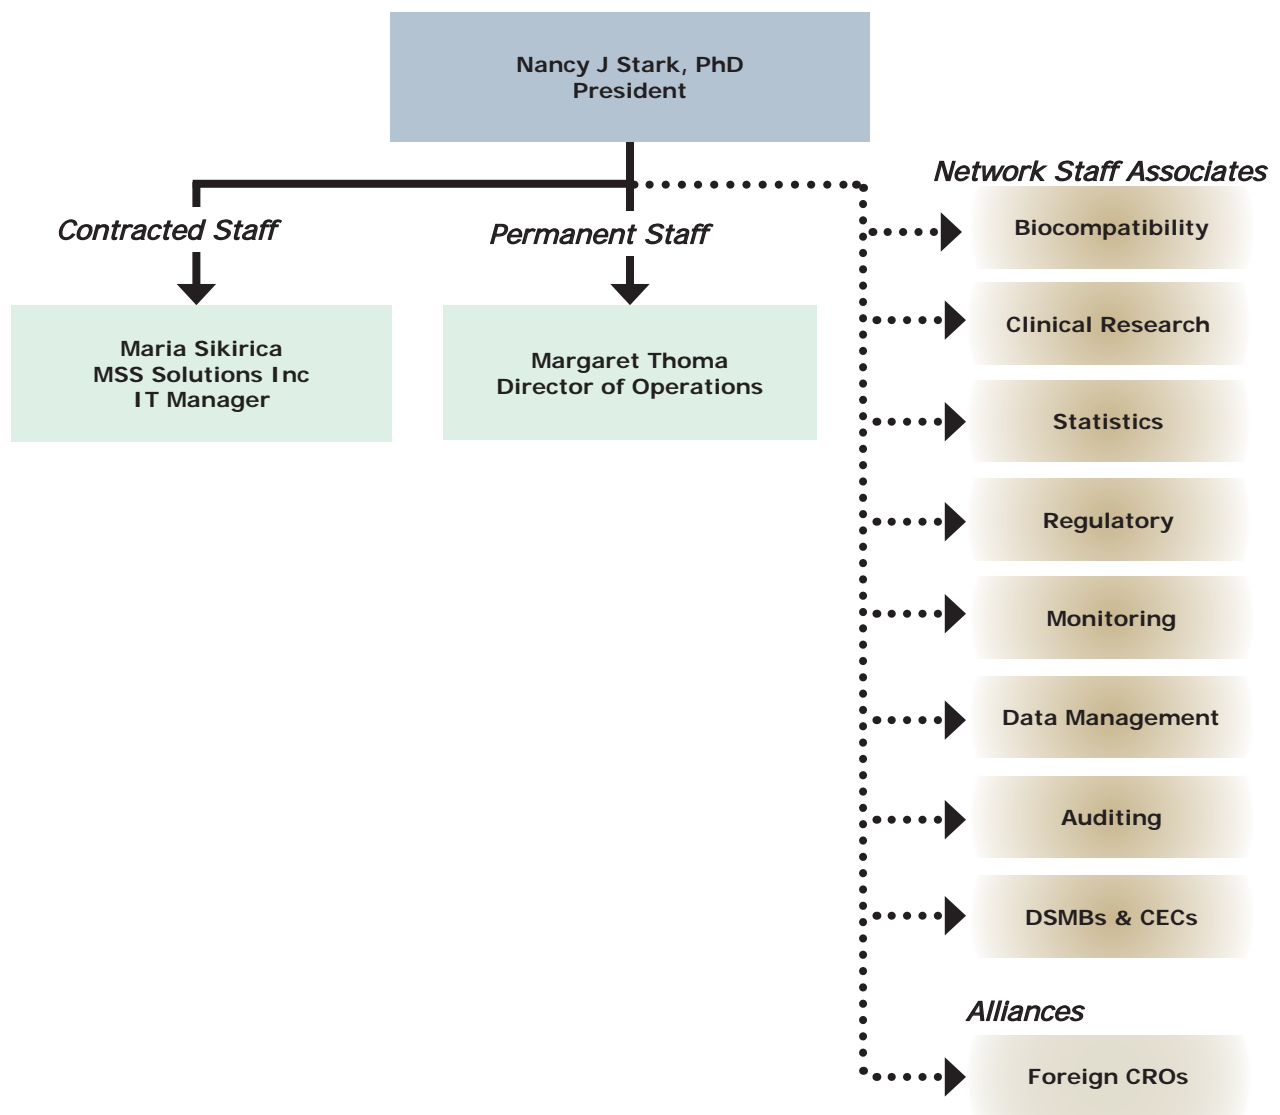 Nancy J Stark, PhD
President
Network Staff Associates
Contracted Staff
Permanent Staff
Biocompatibility
Clinical Research
Maria Sikirica
MSS Solutions Inc
IT Manager
Margaret Thoma
Director of Operations
Statistics
Regulatory
Monitoring
Data Management
Auditing
DSMBs & CECs
Alliances
Foreign CROs